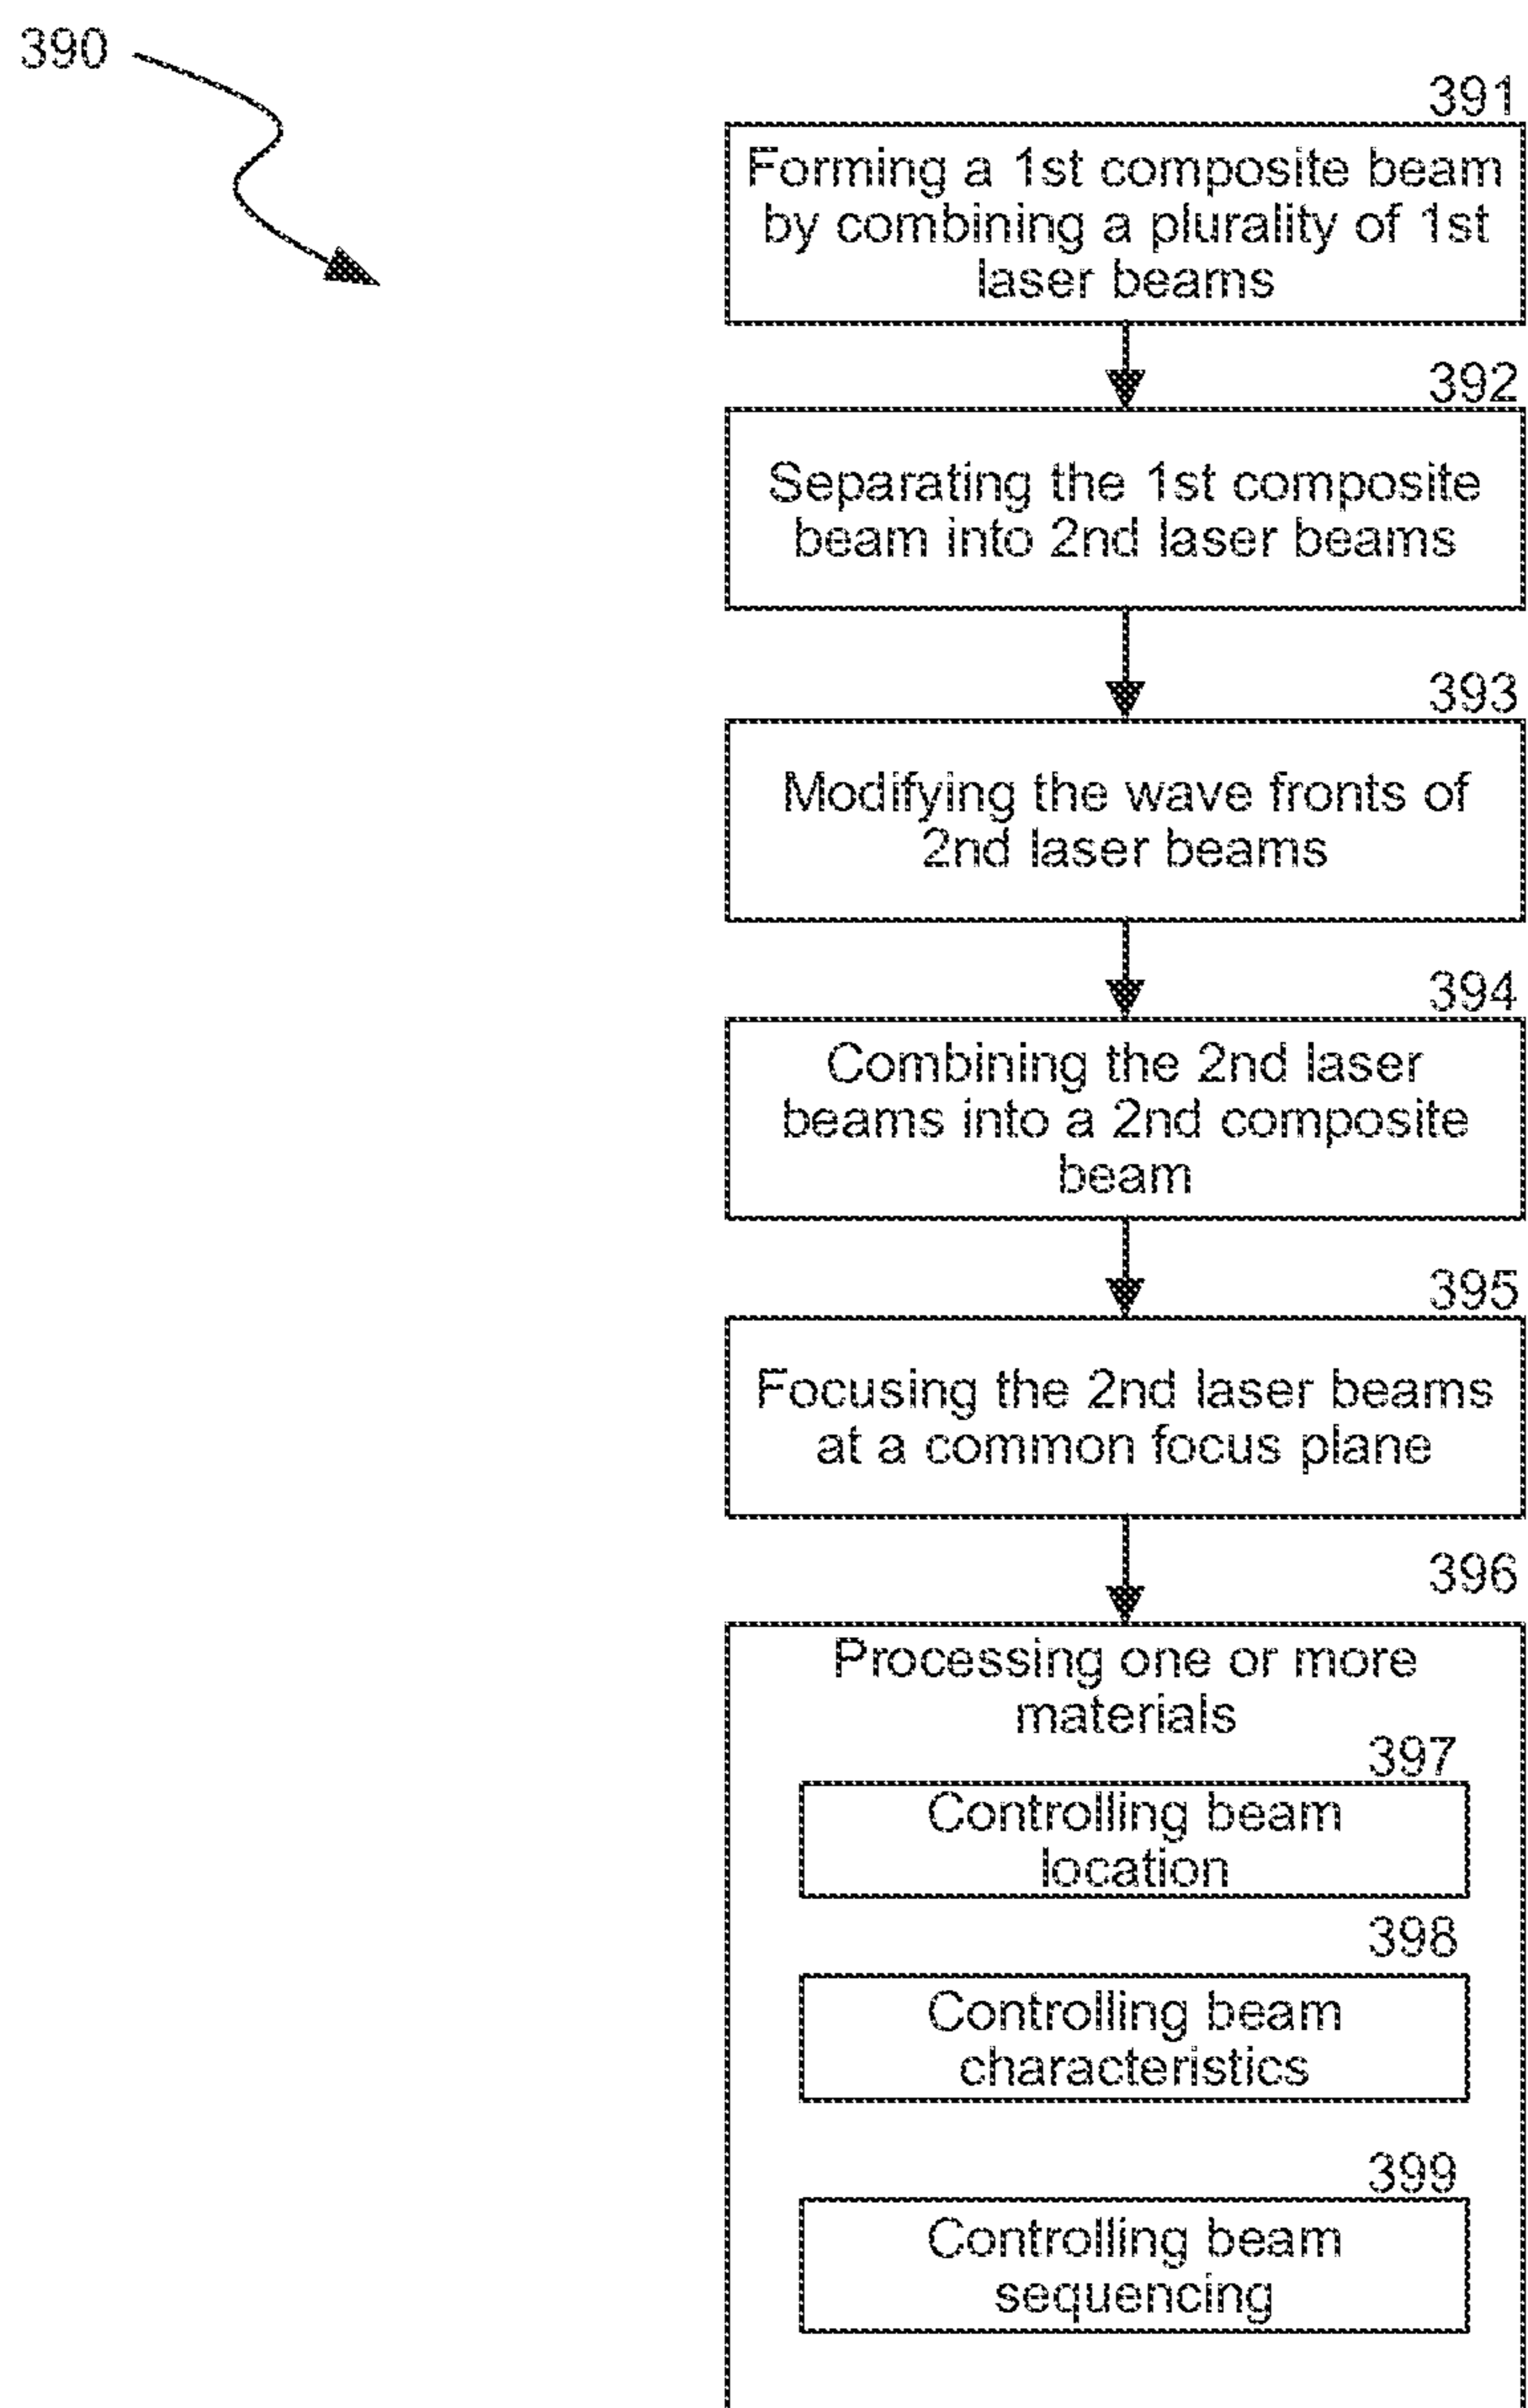 390
391
Forming a 1st composite beam
by combining a plurality of 1st
laser beams
392
Separating the 1st composite
beam into 2nd laser beams
393
Modifying the wave fronts of
2nd laser beams
394
Combining the 2nd laser
beams into a 2nd composite
beam
395
Focusing the 2nd laser beams
at a common focus plane
396
Processing one or more
materials
397
Controlling beam
location
398
Controlling beam
characteristics
399
Controlling beam
sequencing